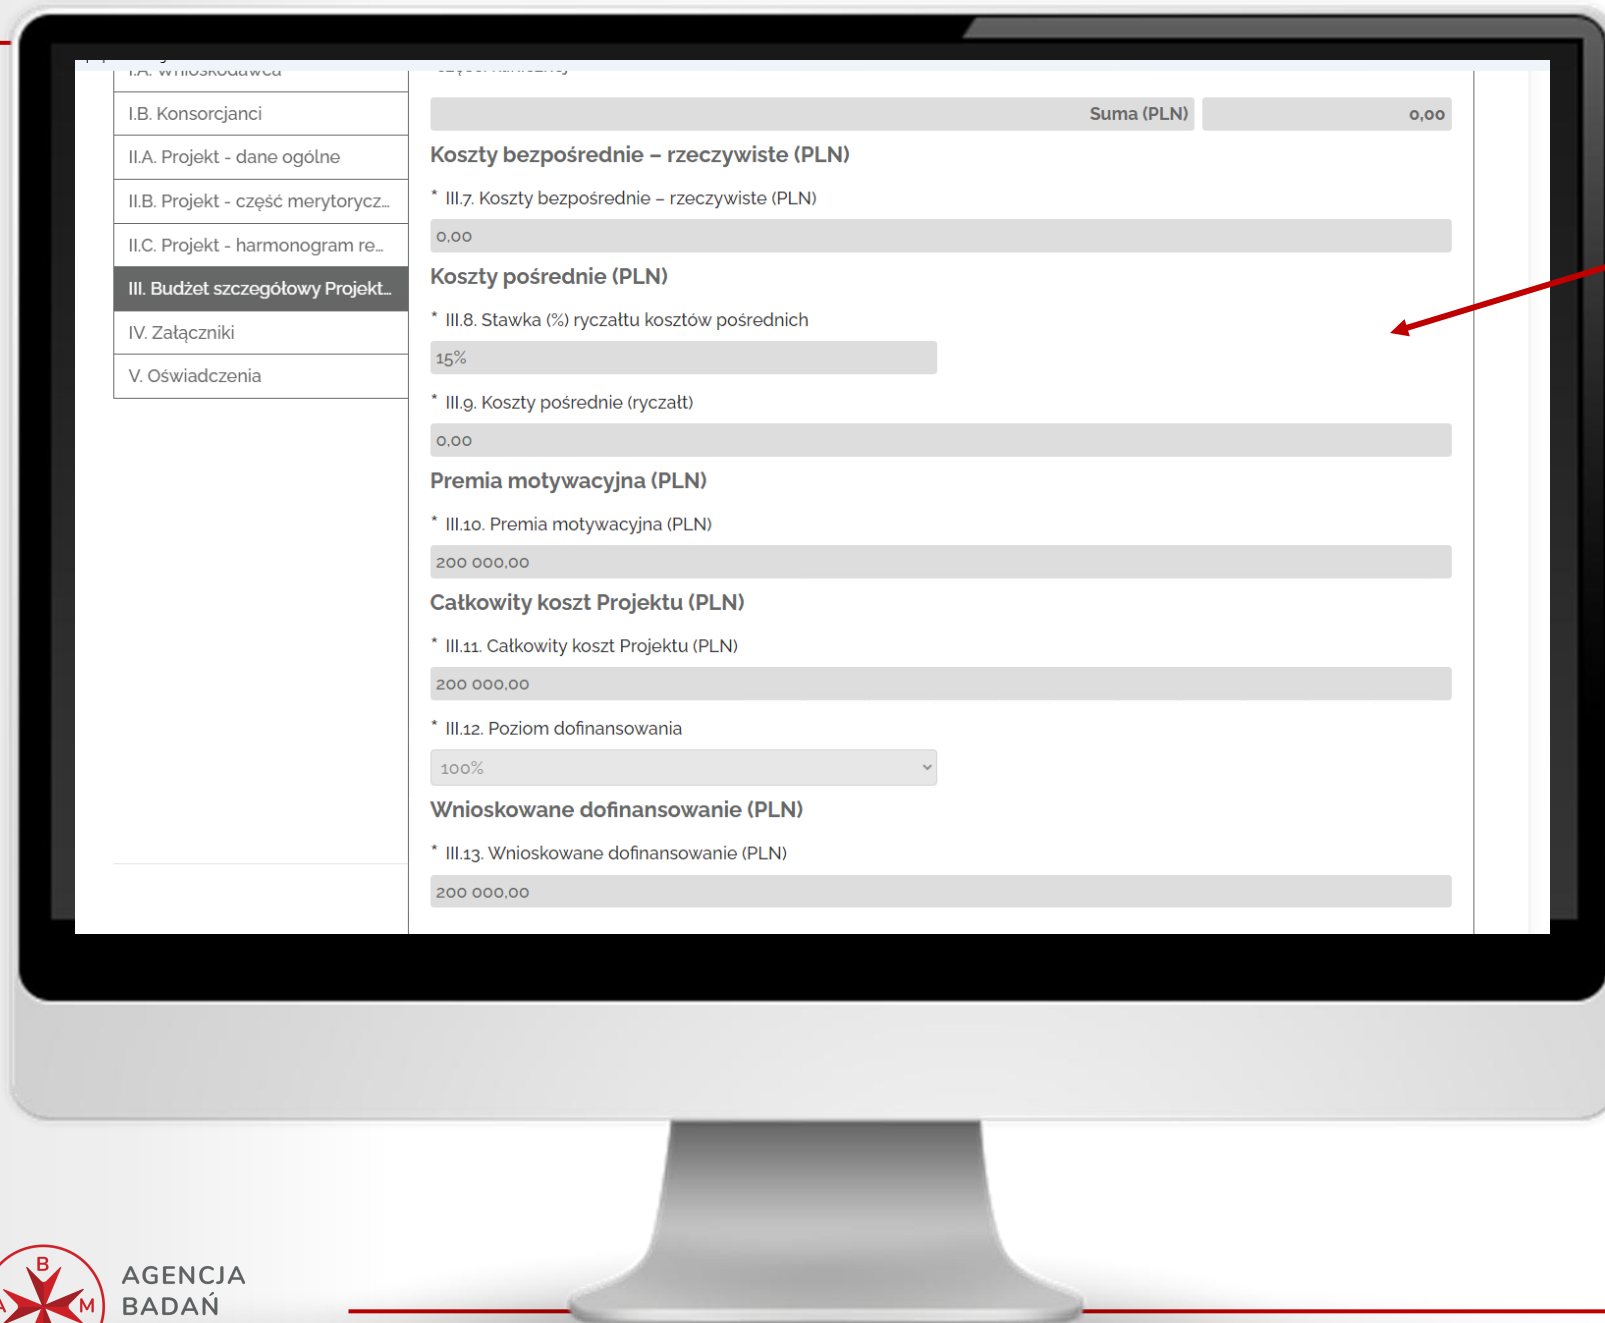 I.B. Konsorcjanci
II.A. Projekt - dane ogólne
II.B. Projekt - część merytorycz...
II.C. Projekt - harmonogram re...
III. Budżet szczegółowy Projekt...
IV. Załączniki
V. Oświadczenia
Suma (PLN) 0,00
Koszty bezpośrednie – rzeczywiste (PLN)
* III.7. Koszty bezpośrednie – rzeczywiste (PLN)
0,00
Koszty pośrednie (PLN)
* III.8. Stawka (%) ryczałtu kosztów pośrednich
15%
* III.9. Koszty pośrednie (ryczałt)
0,00
Premia motywacyjna (PLN)
* III.10. Premia motywacyjna (PLN)
200 000,00
Całkowity koszt Projektu (PLN)
* III.11. Całkowity koszt Projektu (PLN)
200 000,00
* III.12. Poziom dofinansowania
100%
Wnioskowane dofinansowanie (PLN)
* III.13. Wnioskowane dofinansowanie (PLN)
200 000,00
B
A M
AGENCJA
BADAŃ